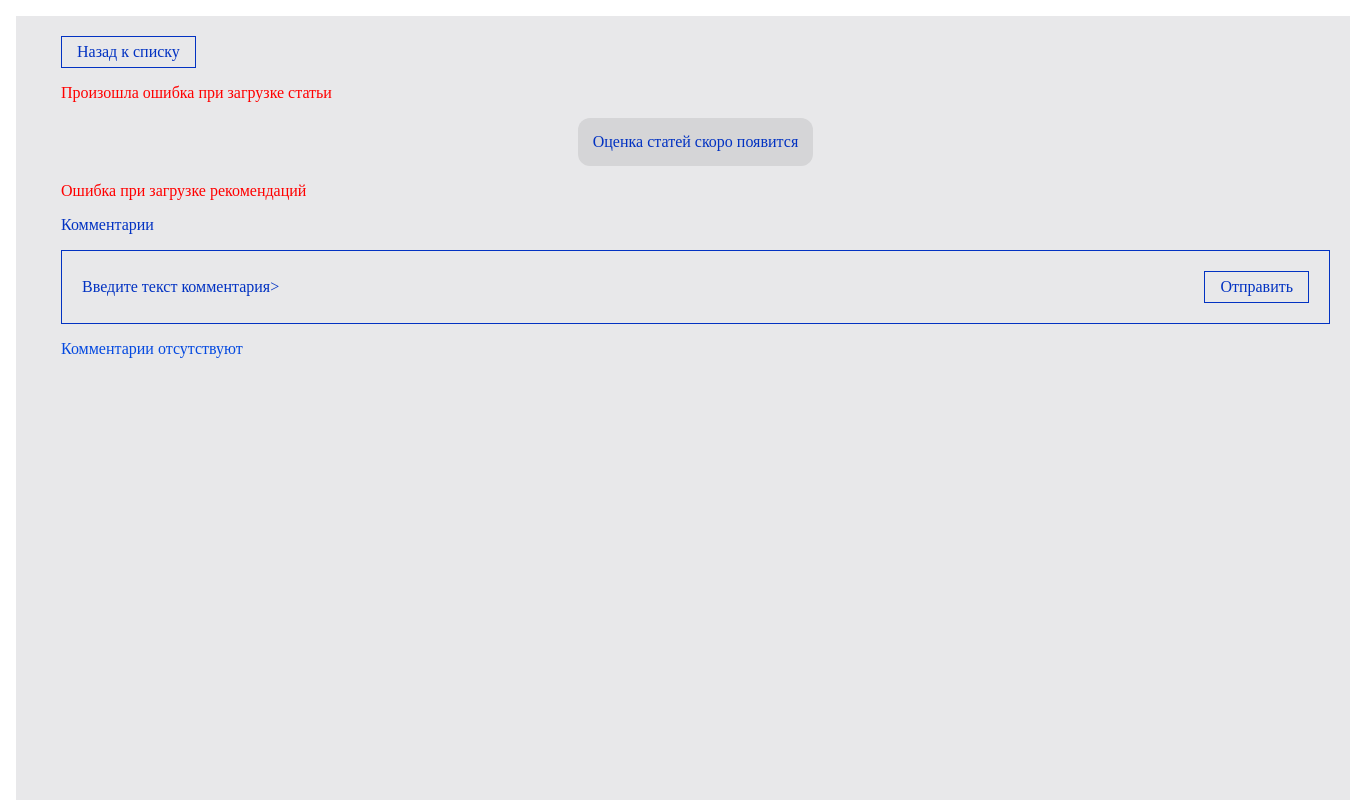 Назад к списку
Произошла ошибка при загрузке статьи
Оценка статей скоро появится
Ошибка при загрузке рекомендаций
Комментарии
Введите текст комментария>
Отправить
Комментарии отсутствуют